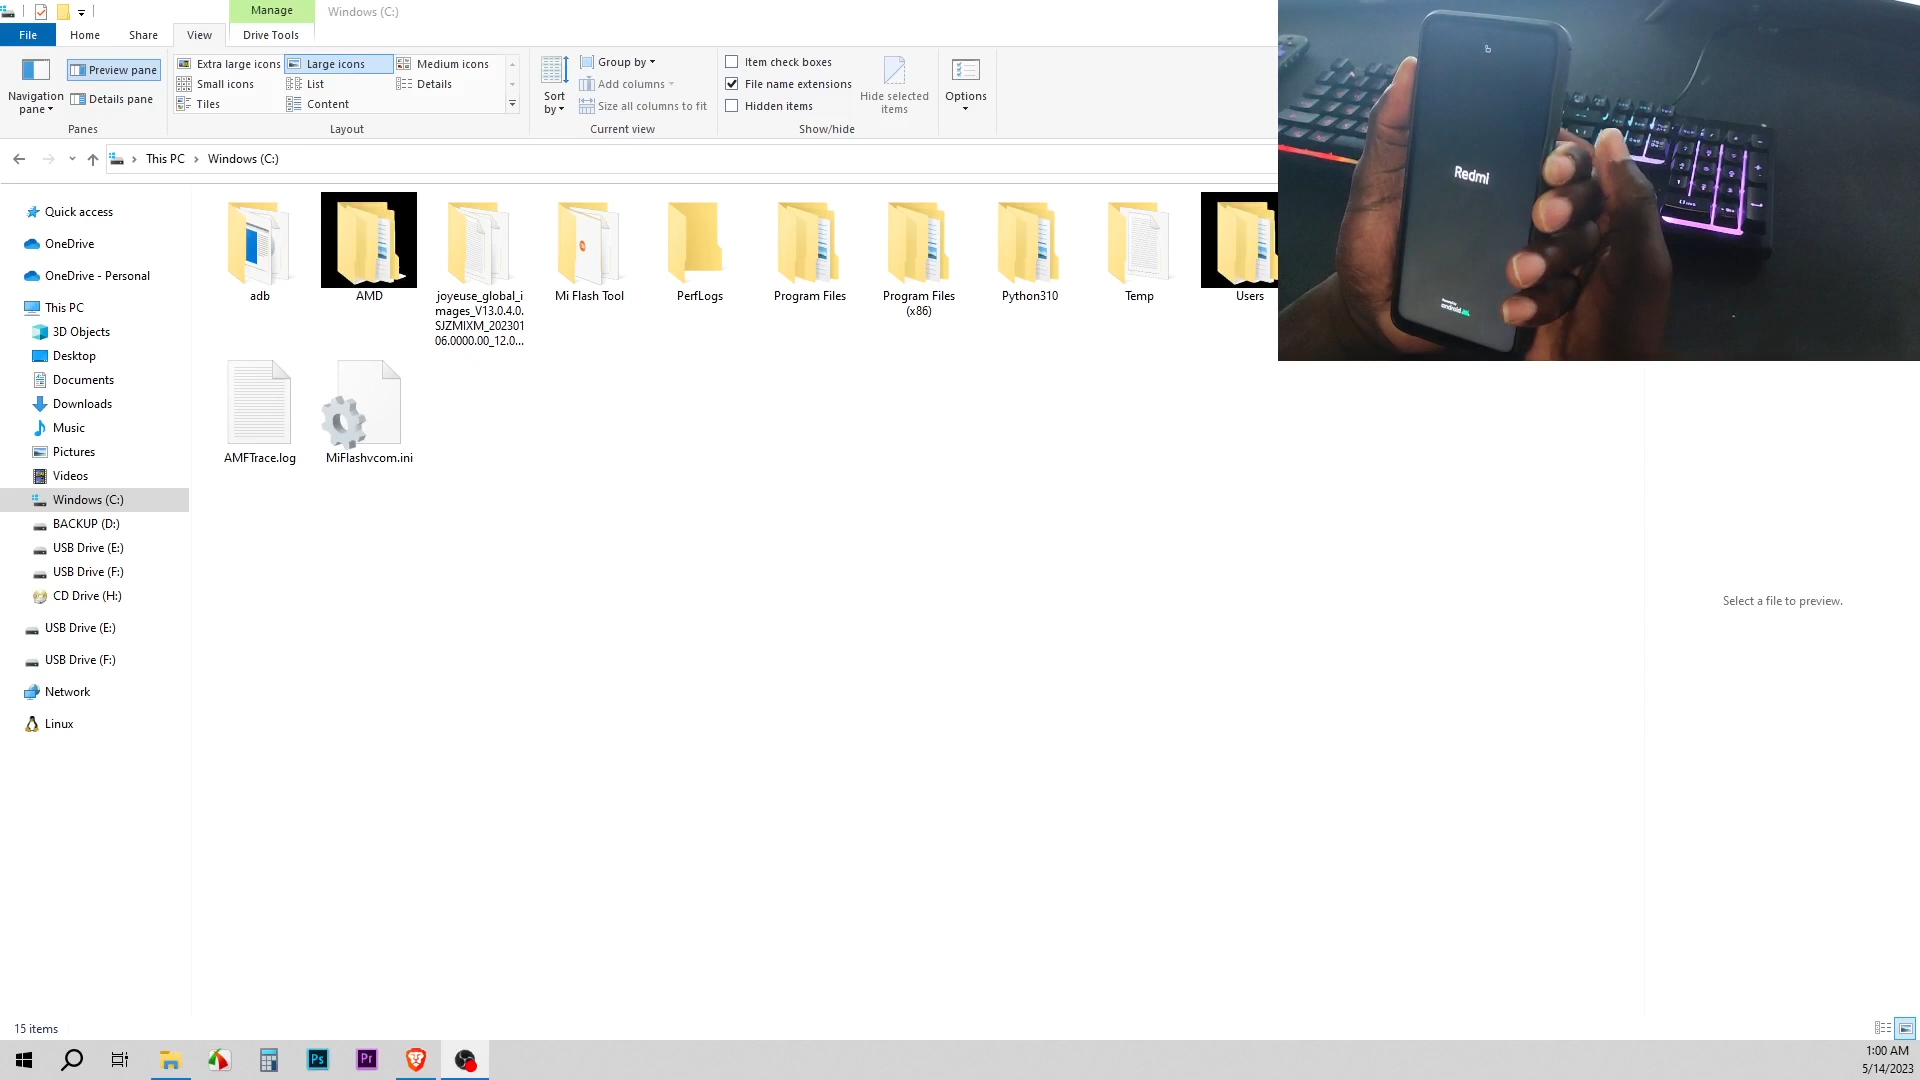 Manage
Windows (C:)
File
Home
Share
View
Drive Tools
Navigation
pane
Preview pane
Details pane
Panes
Extra large icons
Large icons
Medium icons
Small icons
List
Details
Tiles
Content
Layout
Sort
by
Group by
Add columns
Size all columns to fit
Current view
Item check boxes
File name extensions
Hidden items
Hide selected
items
Show/hide
Options
This PC
Windows (C:)
Quick access
OneDrive
OneDrive - Personal
This PC
3D Objects
Desktop
Documents
Downloads
Music
Pictures
Videos
Windows (C:)
BACKUP (D:)
USB Drive (E:)
USB Drive (F:)
CD Drive (H:)
USB Drive (E:)
USB Drive (F:)
Network
Linux
adb
AMD
joyeuse_global_i
mages_V13.0.4.0.
SJZMIXM_202301
06.0000.00_12.0...
Mi Flash Tool
PerfLogs
Program Files
Program Files
(x86)
Python310
Temp
Users
AMFTrace.log
MiFlashvcom.ini
Redmi
android
Select a file to preview.
15 items
Ps
Pr
1:00 AM
5/14/2023